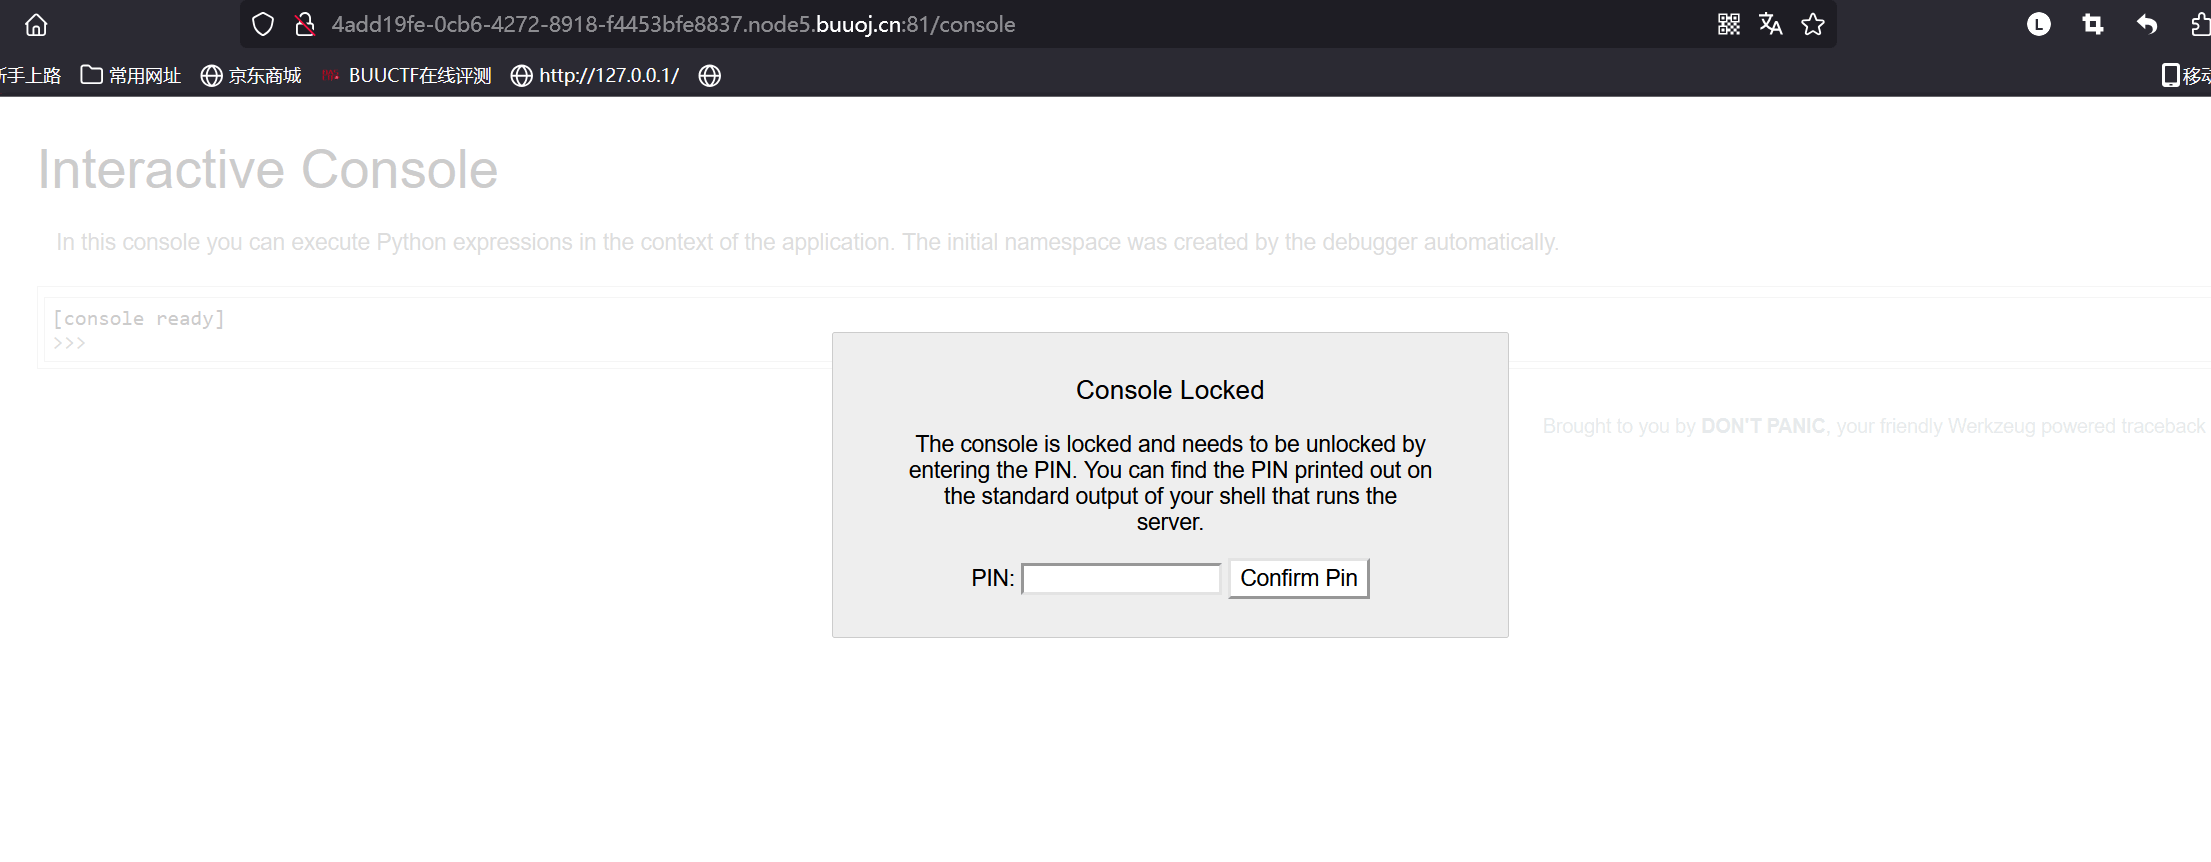 4add19fe-0cb6-4272-8918-f4453bfe8837.node5.buuoj.cn:81/console
L
手上路 常用网址 京东商城 BUUCTF在线评测 http://127.0.0.1/
Interactive Console
In this console you can execute Python expressions in the context of the application. The initial namespace was created by the debugger automatically.
[console ready]
>>>
Console Locked
The console is locked and needs to be unlocked by
entering the PIN. You can find the PIN printed out on
the standard output of your shell that runs the
server.
PIN: Confirm Pin
Brought to you by DON'T PANIC, your friendly Werkzeug powered traceback